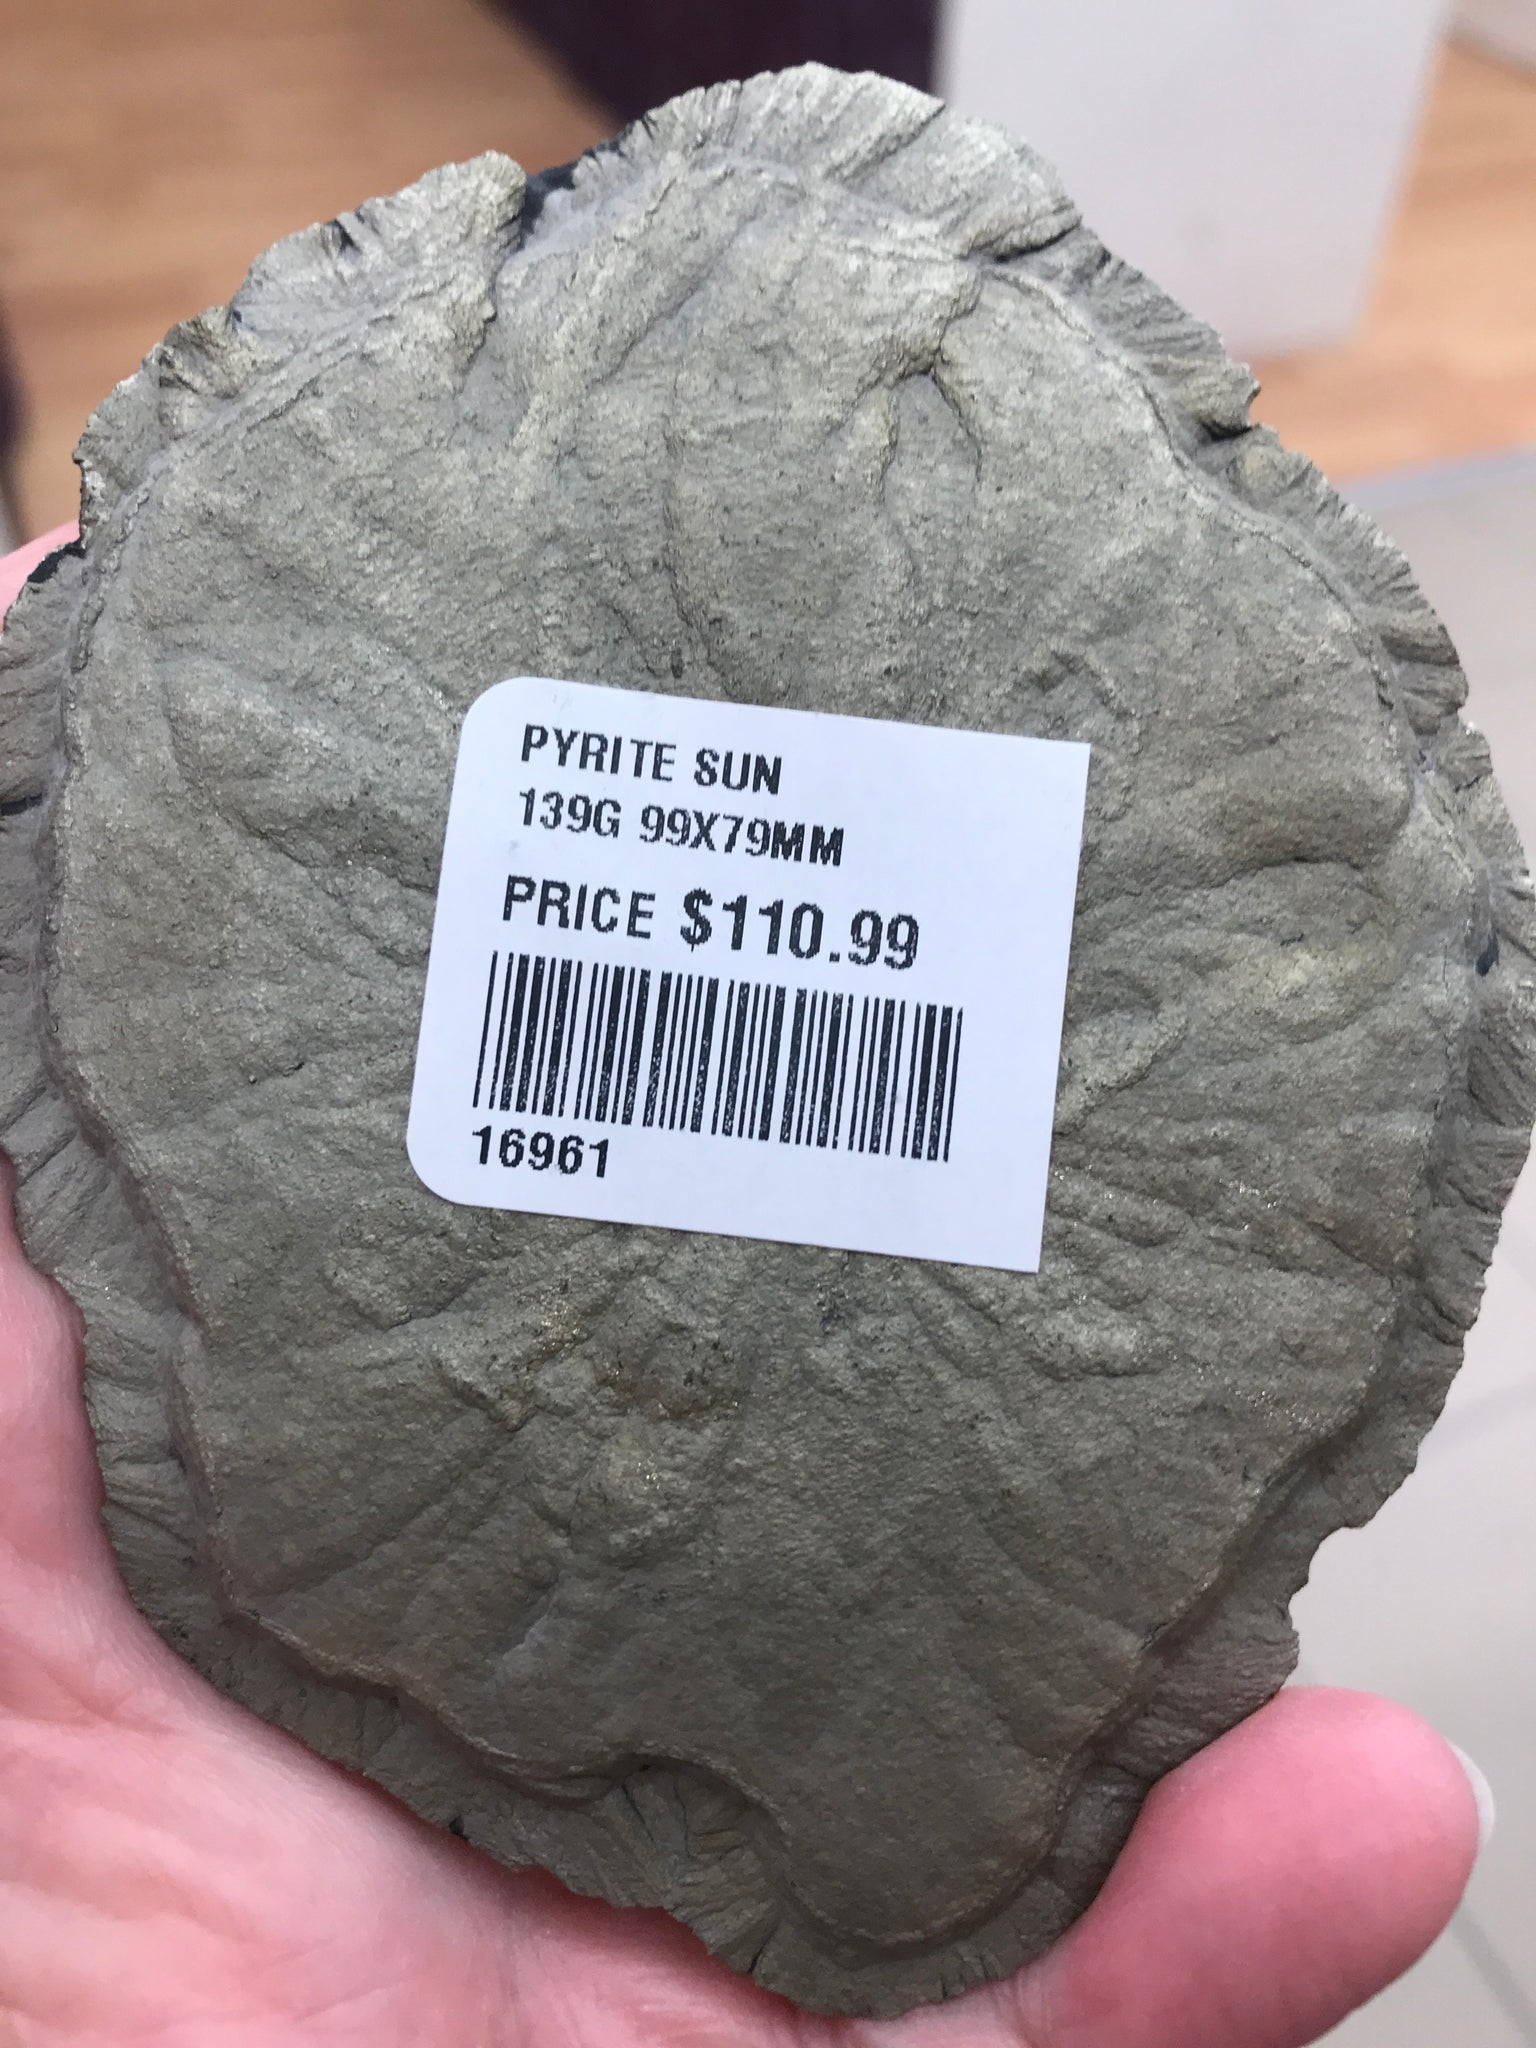 PYRITE SUN
139G 99X79MM
PRICE $110.99
16961